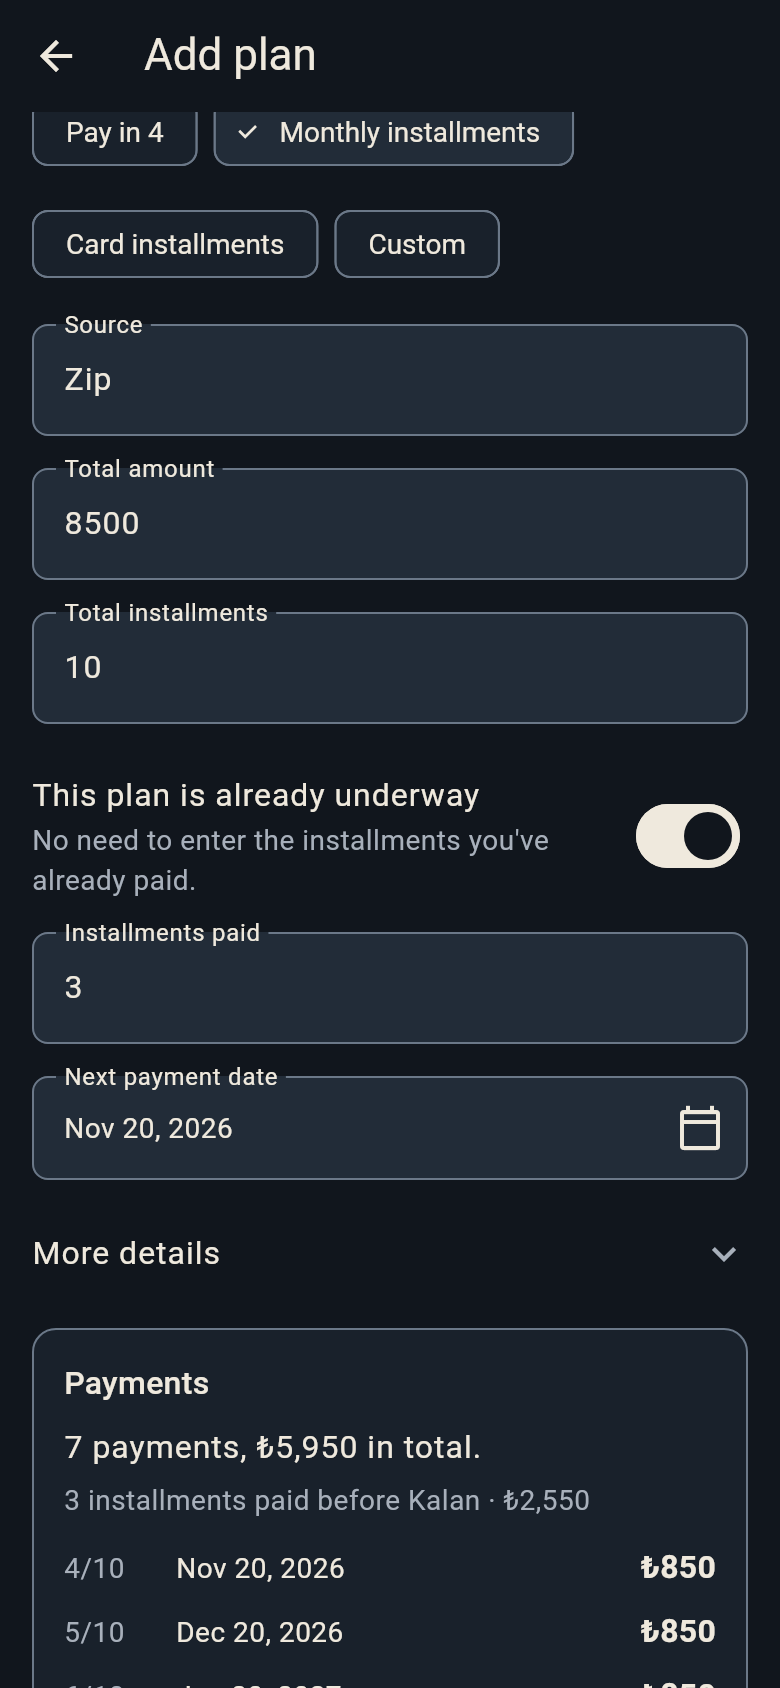 Add plan
Pay in 4
Monthly installments
Card installments
Custom
Source
Zip
Total amount
8500
Total installments
10
This plan is already underway
No need to enter the installments you've
already paid.
Installments paid
3
Next payment date
Nov 20, 2026
More details
Payments
7 payments, ₺5,950 in total.
3 installments paid before Kalan · ₺2,550
4/10 Nov 20, 2026 ₺850
5/10 Dec 20, 2026 ₺850